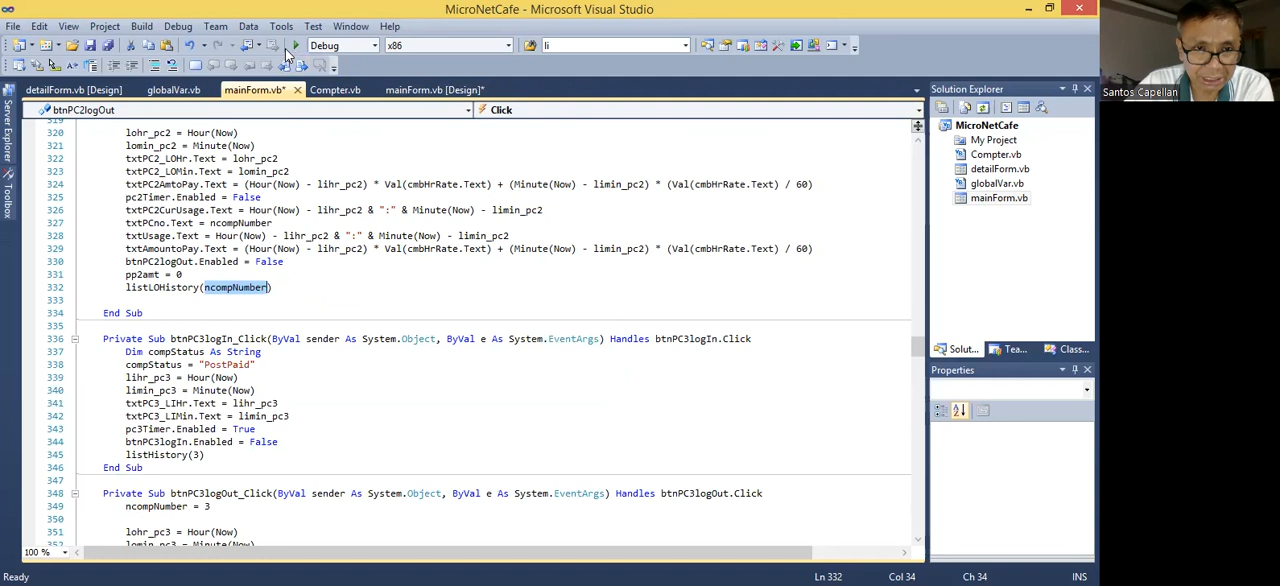 MicroNetCafe - Microsoft Visual Studio
File Edit View Project Build Debug Team Data Tools Test Window Help
Debug x86 li
Santos Capellan
detailForm.vb [Design] globalVar.vb mainForm.vb* Compter.vb mainForm.vb [Design]* Solution Explorer
btnPC2logOut Click
Server Explorer
Toolbox
MicroNetCafe
My Project
Compter.vb
detailForm.vb
globalVar.vb
mainForm.vb
Solut... Tea... Class...
Properties
319
320 lohr_pc2 = Hour(Now)
321 lomin_pc2 = Minute(Now)
322 txtPC2_LOHr.Text = lohr_pc2
323 txtPC2_LOMin.Text = lomin_pc2
324 txtPC2AmtoPay.Text = (Hour(Now) - lihr_pc2) * Val(cmbHrRate.Text) + (Minute(Now) - limin_pc2) * (Val(cmbHrRate.Text) / 60)
325 pc2Timer.Enabled = False
326 txtPC2CurUsage.Text = Hour(Now) - lihr_pc2 & ":" & Minute(Now) - limin_pc2
327 txtPCno.Text = ncompNumber
328 txtUsage.Text = Hour(Now) - lihr_pc2 & ":" & Minute(Now) - limin_pc2
329 txtAmountoPay.Text = (Hour(Now) - lihr_pc2) * Val(cmbHrRate.Text) + (Minute(Now) - limin_pc2) * (Val(cmbHrRate.Text) / 60)
330 btnPC2logOut.Enabled = False
331 pp2amt = 0
332 listLOHistory(ncompNumber)
333
334 End Sub
335
336 Private Sub btnPC3logIn_Click(ByVal sender As System.Object, ByVal e As System.EventArgs) Handles btnPC3logIn.Click
337 Dim compStatus As String
338 compStatus = "PostPaid"
339 lihr_pc3 = Hour(Now)
340 limin_pc3 = Minute(Now)
341 txtPC3_LIHr.Text = lihr_pc3
342 txtPC3_LIMin.Text = limin_pc3
343 pc3Timer.Enabled = True
344 btnPC3logIn.Enabled = False
345 listHistory(3)
346 End Sub
347
348 Private Sub btnPC3logOut_Click(ByVal sender As System.Object, ByVal e As System.EventArgs) Handles btnPC3logOut.Click
349 ncompNumber = 3
350
351 lohr_pc3 = Hour(Now)
352 lomin_pc3 = Minute(Now)
100 %
Ready Ln 332 Col 34 Ch 34 INS